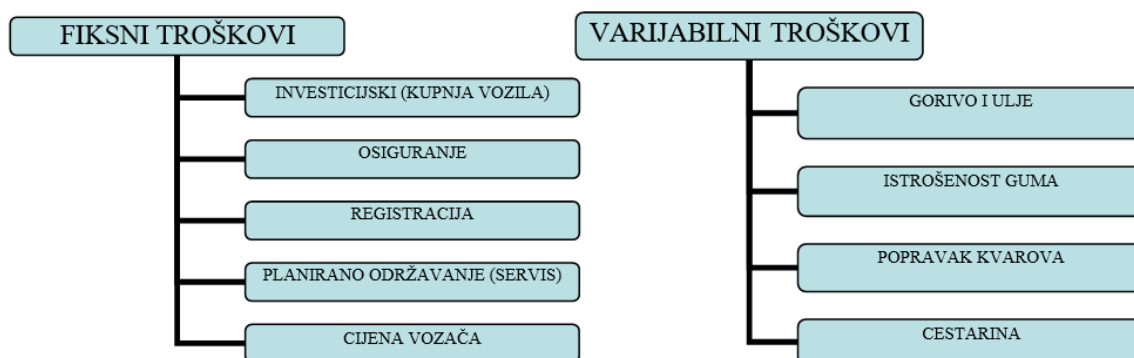 FIKSNI TROŠKOVI
INVESTICIJSKI (KUPNJA VOZILA)
OSIGURANJE
REGISTRACIJA
PLANIRANO ODRŽAVANJE (SERVIS)
CIJENA VOZAČA
VARIJABILNI TROŠKOVI
GORIVO I ULJE
ISTROŠENOST GUMA
POPRAVAK KVAROVA
CESTARINA